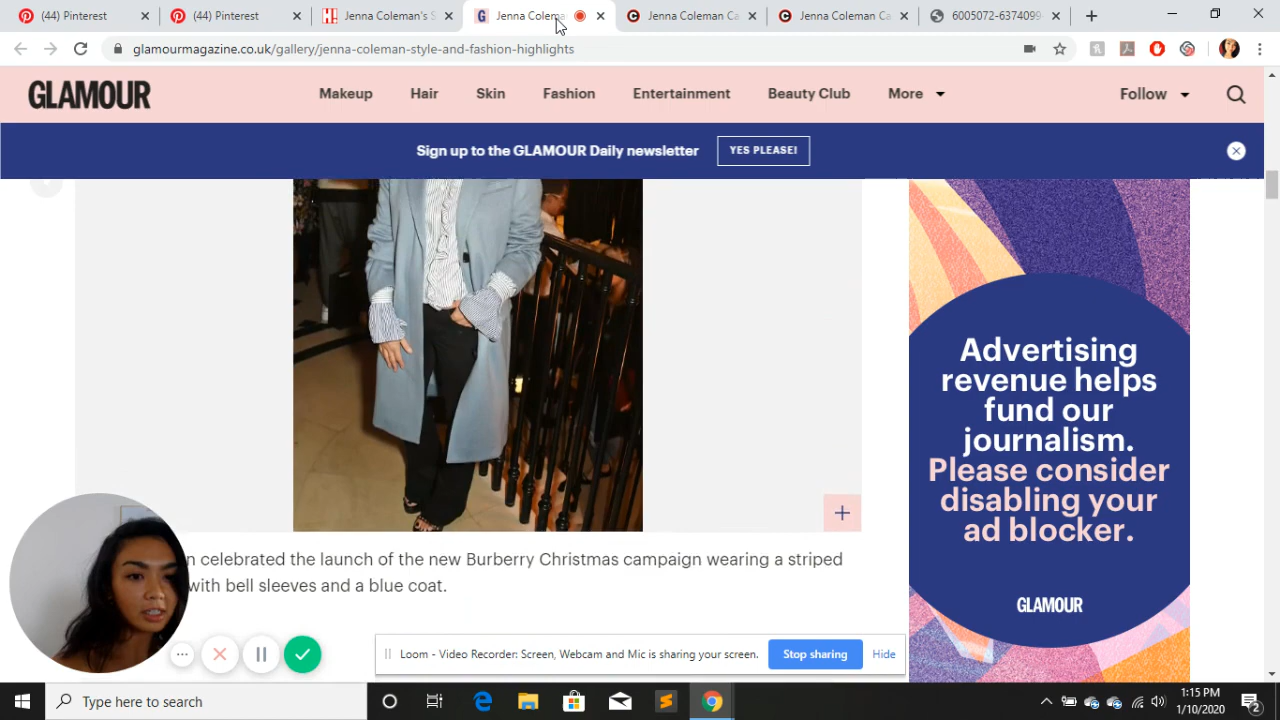 (44) Pinterest
(44) Pinterest
Jenna Coleman's S
Jenna Colema
Jenna Coleman Ca
Jenna Coleman Ca
6005072-6374099-
glamourmagazine.co.uk/gallery/jenna-coleman-style-and-fashion-highlights
GLAMOUR
Makeup Hair Skin Fashion Entertainment Beauty Club More Follow
Sign up to the GLAMOUR Daily newsletter YES PLEASE!
Advertising
revenue helps
fund our
journalism.
Please consider
disabling your
ad blocker.
GLAMOUR
n celebrated the launch of the new Burberry Christmas campaign wearing a striped
with bell sleeves and a blue coat.
Loom - Video Recorder: Screen, Webcam and Mic is sharing your screen. Stop sharing Hide
Type here to search
1:15 PM
1/10/2020
2